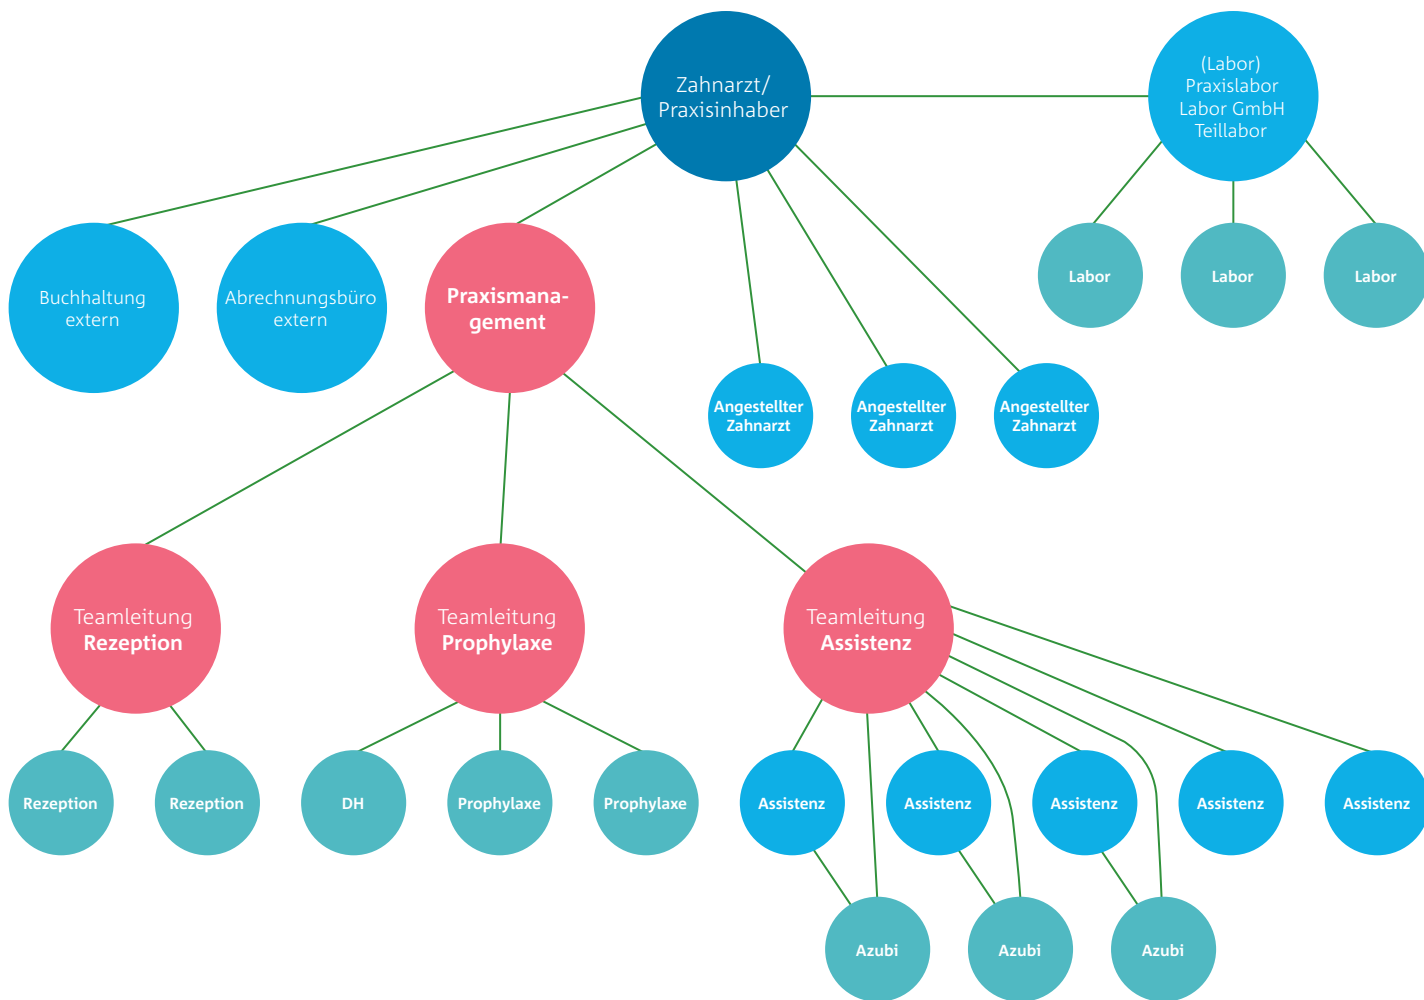 Zahnarzt/
Praxisinhaber
(Labor)
Praxislabor
Labor GmbH
Teillabor
Buchhaltung
extern
Abrechnungsbüro
extern
Praxismana-
gement
Labor
Labor
Labor
Angestellter
Zahnarzt
Angestellter
Zahnarzt
Angestellter
Zahnarzt
Teamleitung
Rezeption
Teamleitung
Prophylaxe
Teamleitung
Assistenz
Rezeption
Rezeption
DH
Prophylaxe
Prophylaxe
Assistenz
Assistenz
Assistenz
Assistenz
Assistenz
Azubi
Azubi
Azubi